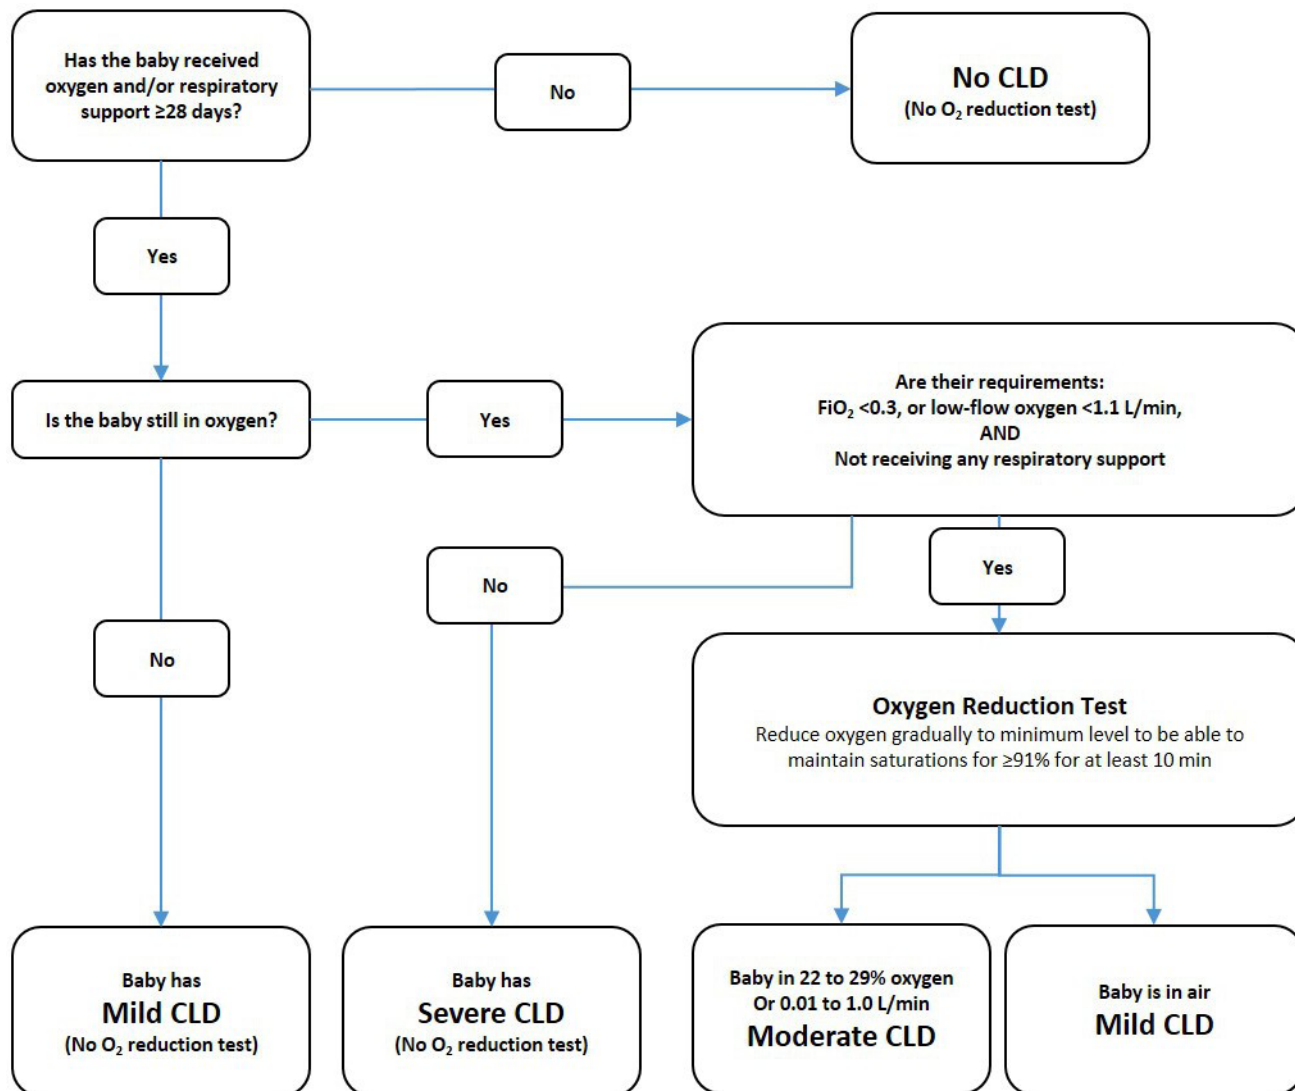 Has the baby received
oxygen and/or respiratory
support ≥28 days?
No
No CLD
(No O₂ reduction test)
Yes
Is the baby still in oxygen?
Yes
Are their requirements:
FiO₂ <0.3, or low-flow oxygen <1.1 L/min,
AND
Not receiving any respiratory support
No
Yes
No
Oxygen Reduction Test
Reduce oxygen gradually to minimum level to be able to
maintain saturations for ≥91% for at least 10 min
Baby has
Mild CLD
(No O₂ reduction test)
Baby has
Severe CLD
(No O₂ reduction test)
Baby in 22 to 29% oxygen
Or 0.01 to 1.0 L/min
Moderate CLD
Baby is in air
Mild CLD